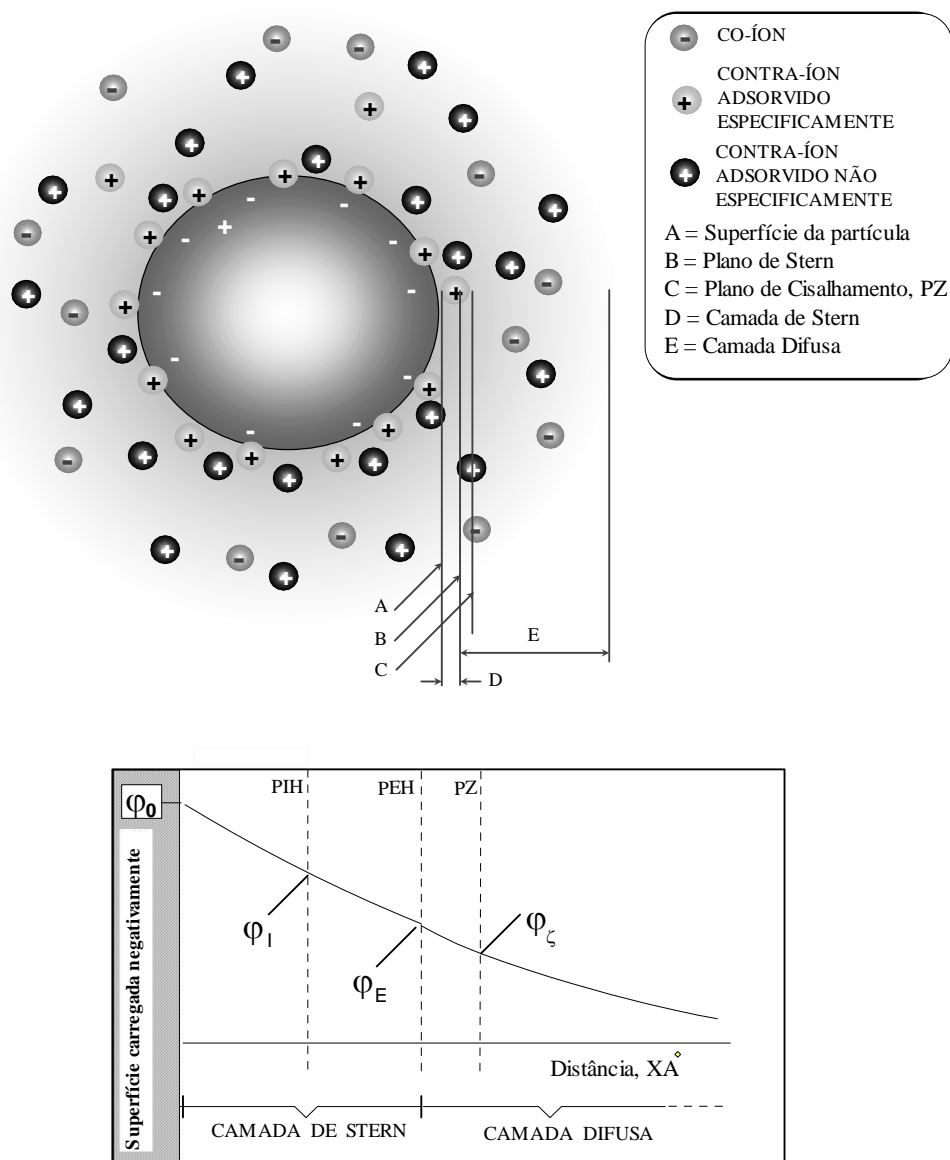 CO-ÍON
CONTRA-ÍON
ADSORVIDO
ESPECIFICAMENTE
CONTRA-ÍON
ADSORVIDO NÃO
ESPECIFICAMENTE
A = Superfície da partícula
B = Plano de Stern
C = Plano de Cisalhamento, PZ
D = Camada de Stern
E = Camada Difusa
A
B
C
E
D
PIH PEH PZ
φ0
φI
φE
φζ
Superfície carregada negativamente
Distância, XA
CAMADA DE STERN CAMADA DIFUSA